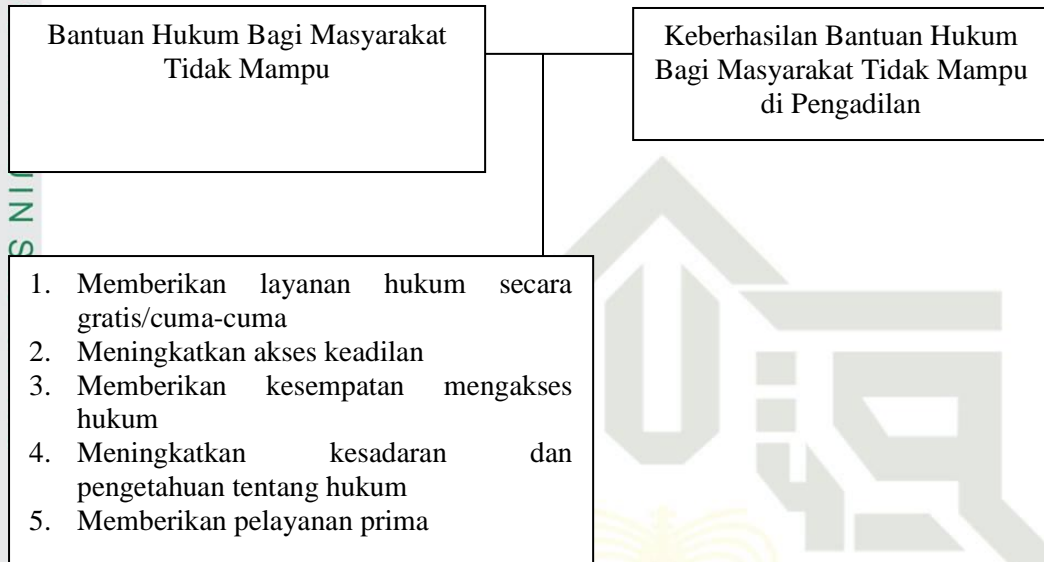 Bantuan Hukum Bagi Masyarakat
Tidak Mampu
Keberhasilan Bantuan Hukum
Bagi Masyarakat Tidak Mampu
di Pengadilan
UIN S
1. Memberikan layanan hukum secara
gratis/cuma-cuma
2. Meningkatkan akses keadilan
3. Memberikan kesempatan mengakses
hukum
4. Meningkatkan kesadaran dan
pengetahuan tentang hukum
5. Memberikan pelayanan prima